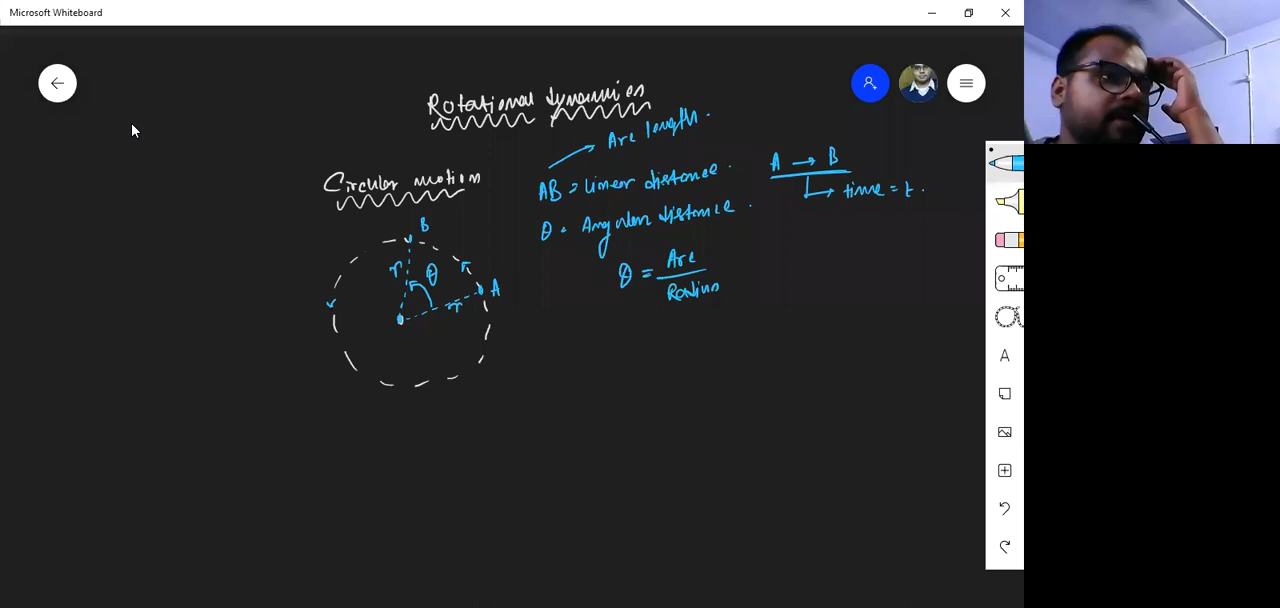 Microsoft Whiteboard
Rotational dynamics
Arc length.
Circular motion
AB = linear distance.
A → B
time = t.
θ = Angular distance.
B
r
θ
A
r
θ = Arc / Radius
A